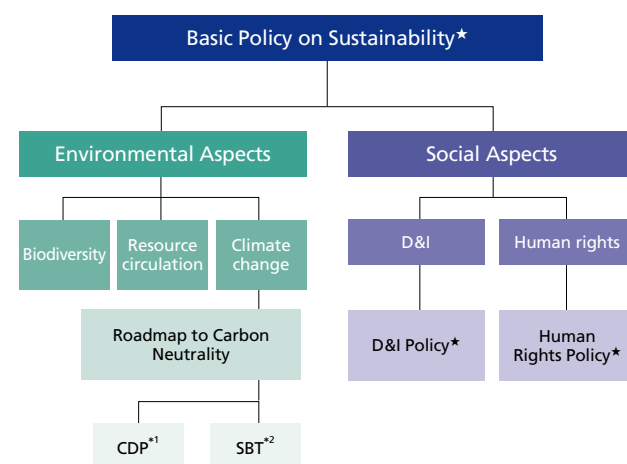 Basic Policy on Sustainability★
Environmental Aspects
Social Aspects
Biodiversity
Resource
circulation
Climate
change
D&I
Human rights
Roadmap to Carbon
Neutrality
D&I Policy★
Human
Rights Policy★
CDP*1
SBT*2